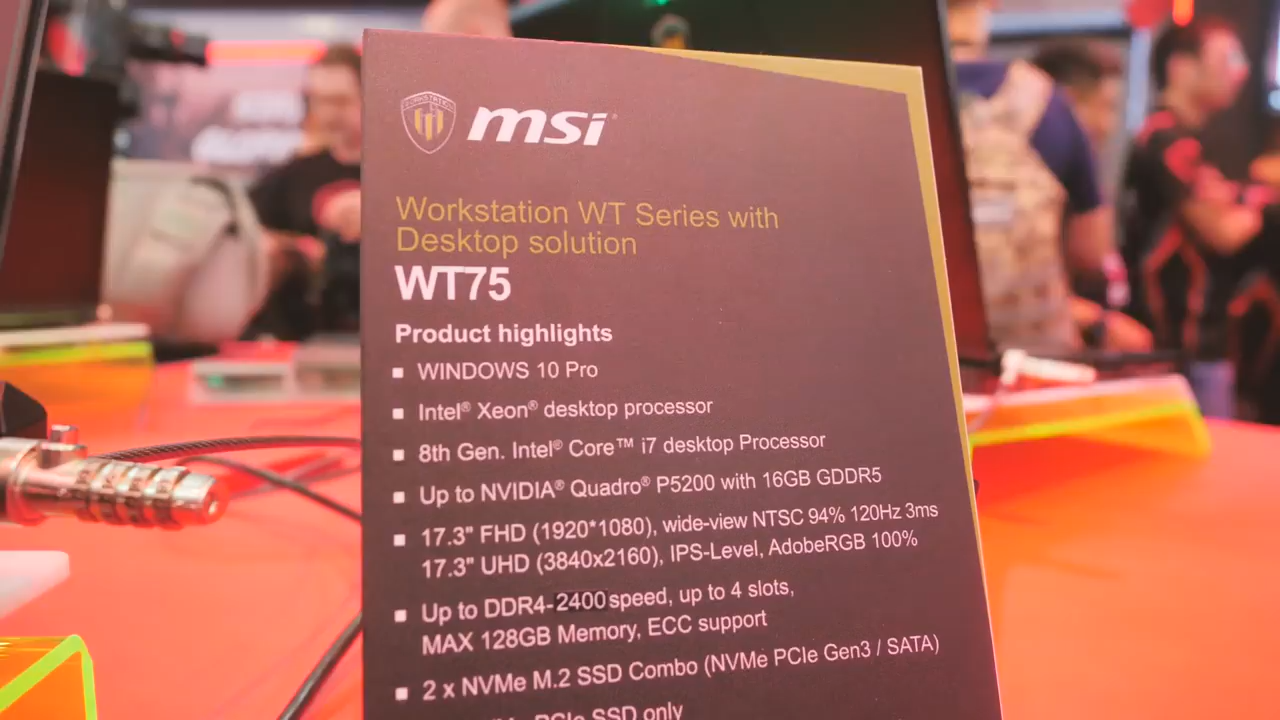 WORKSTATION
msi
Workstation WT Series with
Desktop solution
WT75
Product highlights
▪ WINDOWS 10 Pro
▪ Intel® Xeon® desktop processor
▪ 8th Gen. Intel® Core™ i7 desktop Processor
▪ Up to NVIDIA® Quadro® P5200 with 16GB GDDR5
▪ 17.3" FHD (1920*1080), wide-view NTSC 94% 120Hz 3ms
17.3" UHD (3840x2160), IPS-Level, AdobeRGB 100%
▪ Up to DDR4-2400 speed, up to 4 slots,
MAX 128GB Memory, ECC support
▪ 2 x NVMe M.2 SSD Combo (NVMe PCIe Gen3 / SATA)
PCIe SSD only